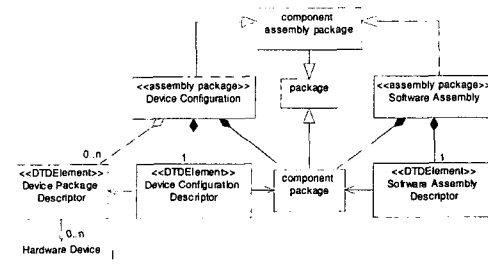 component
assembly package
<<assembly package>>
Device Configuration
package
<<assembly package>>
Software Assembly
0..n
1
1
<<DTDElement>>
Device Package
Descriptor
<<DTDElement>>
Device Configuration
Descriptor
component
package
<<DTDElement>>
Software Assembly
Descriptor
0..n
Hardware Device